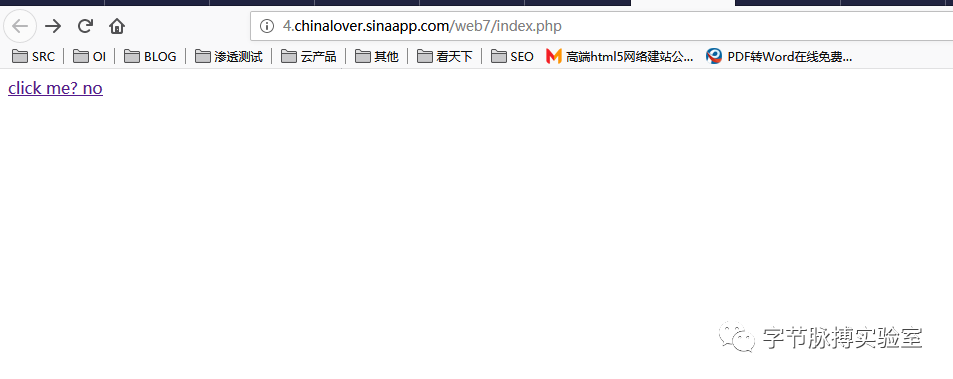 4.chinalover.sinaapp.com/web7/index.php
SRC OI BLOG 渗透测试 云产品 其他 看天下 SEO 高端html5网络建站公... PDF转Word在线免费...
click me? no
字节脉搏实验室